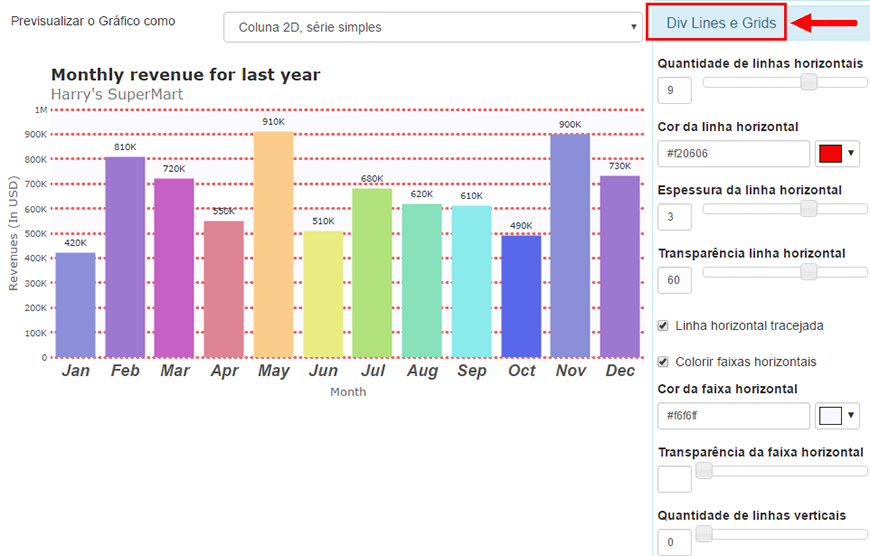 Previsualizar o Gráfico como
Coluna 2D, série simples
Div Lines e Grids
Monthly revenue for last year
Harry's SuperMart
Revenues (In USD)
1M
900K
800K
700K
600K
500K
400K
300K
200K
100K
0
420K
810K
720K
550K
910K
510K
680K
620K
610K
490K
900K
730K
Jan Feb Mar Apr May Jun Jul Aug Sep Oct Nov Dec
Month
Quantidade de linhas horizontais
9
Cor da linha horizontal
#f20606
Espessura da linha horizontal
3
Transparência linha horizontal
60
Linha horizontal tracejada
Colorir faixas horizontais
Cor da faixa horizontal
#f6f6ff
Transparência da faixa horizontal
Quantidade de linhas verticais
0